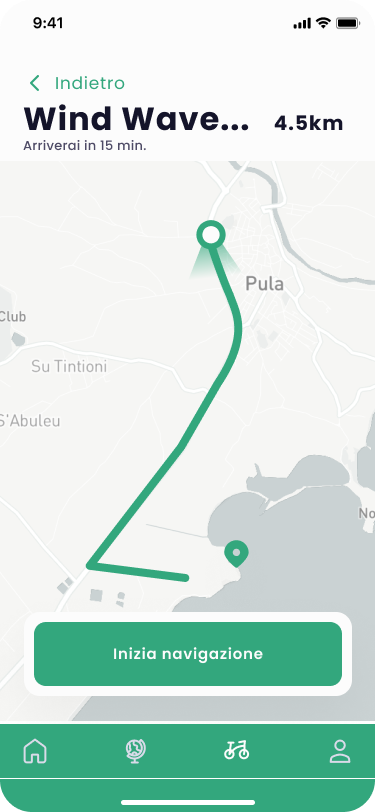 9:41
Indietro
Wind Wave... 4.5km
Arriverai in 15 min.
Pula
Club
Su Tintioni
S'Abuleu
No
Inizia navigazione